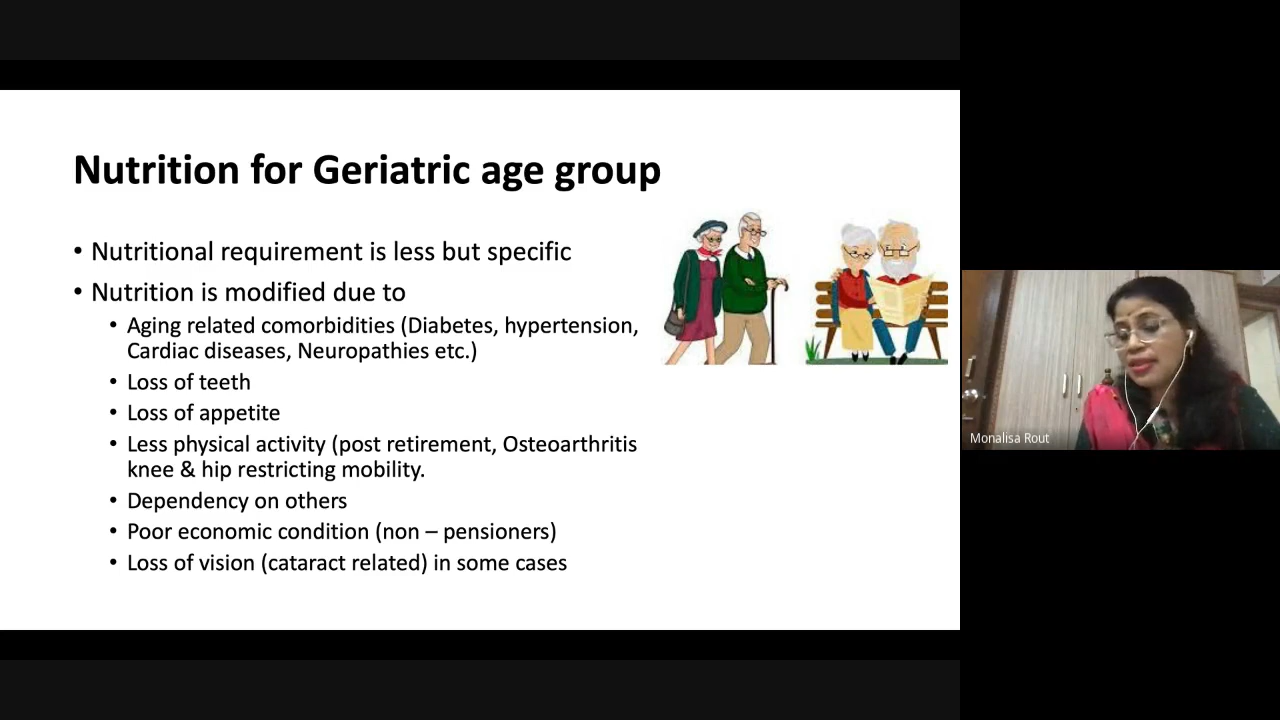 Nutrition for Geriatric age group
• Nutritional requirement is less but specific
• Nutrition is modified due to
• Aging related comorbidities (Diabetes, hypertension,
Cardiac diseases, Neuropathies etc.)
• Loss of teeth
• Loss of appetite
• Less physical activity (post retirement, Osteoarthritis
knee & hip restricting mobility.
• Dependency on others
• Poor economic condition (non – pensioners)
• Loss of vision (cataract related) in some cases
Monalisa Rout